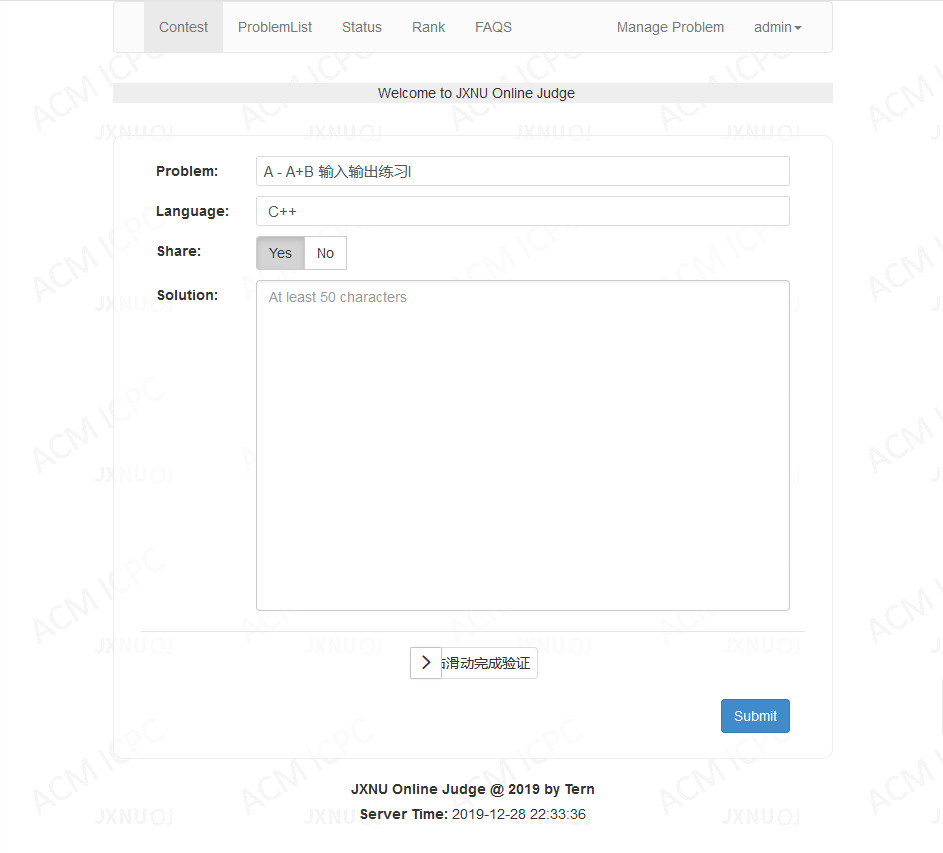 Contest ProblemList Status Rank FAQS Manage Problem admin
Welcome to JXNU Online Judge
Problem: A - A+B 输入输出练习I
Language: C++
Share: Yes No
Solution: At least 50 characters
滑动完成验证
Submit
JXNU Online Judge @ 2019 by Tern
Server Time: 2019-12-28 22:33:36
ACM ICPC
JXNUOJ